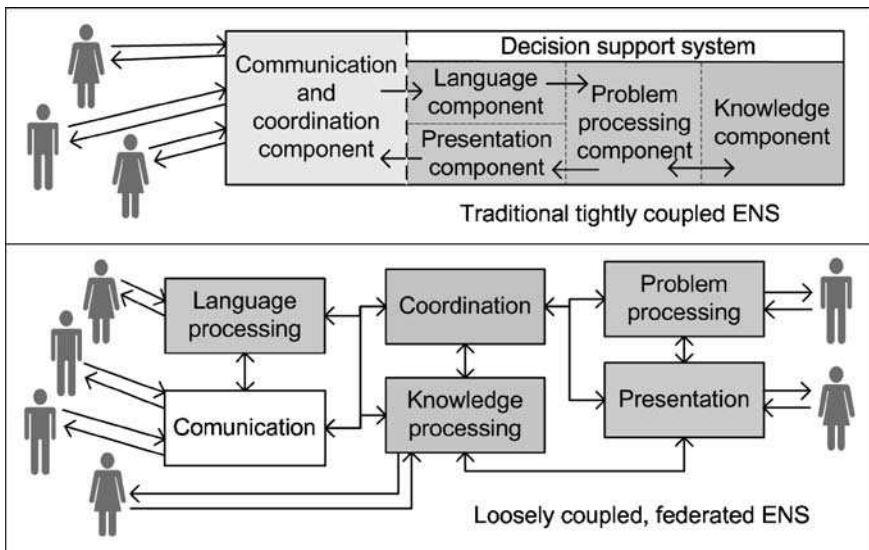 Decision support system
Communication
and
coordination
component
Language
component
Presentation
component
Problem
processing
component
Knowledge
component
Traditional tightly coupled ENS
Language
processing
Coordination
Problem
processing
Comunication
Knowledge
processing
Presentation
Loosely coupled, federated ENS